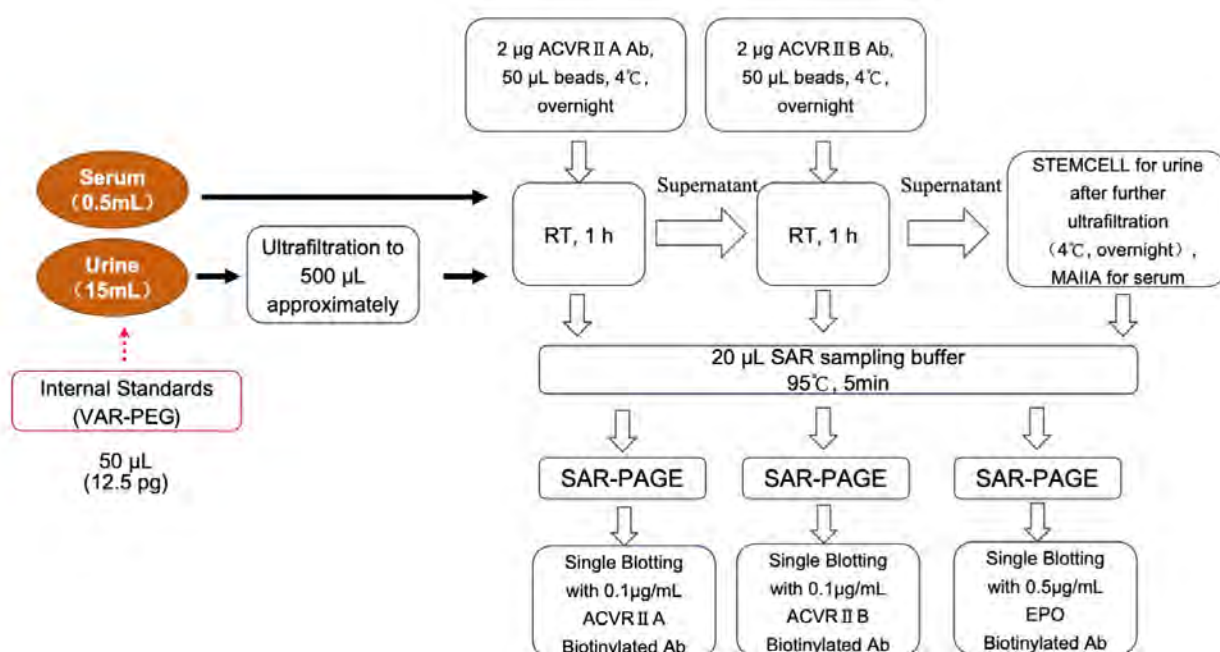 2 µg ACVRⅡA Ab,
50 µL beads, 4℃,
overnight
2 µg ACVRⅡB Ab,
50 µL beads, 4℃,
overnight
Serum
（0.5mL）
Urine
（15mL）
Ultrafiltration to
500 µL
approximately
RT, 1 h
Supernatant
RT, 1 h
Supernatant
STEMCELL for urine
after further
ultrafiltration
（4℃, overnight）,
MAIIA for serum
Internal Standards
(VAR-PEG)
50 µL
(12.5 pg)
20 µL SAR sampling buffer
95℃, 5min
SAR-PAGE
SAR-PAGE
SAR-PAGE
Single Blotting
with 0.1µg/mL
ACVRⅡA
Biotinylated Ab
Single Blotting
with 0.1µg/mL
ACVRⅡB
Biotinylated Ab
Single Blotting
with 0.5µg/mL
EPO
Biotinylated Ab